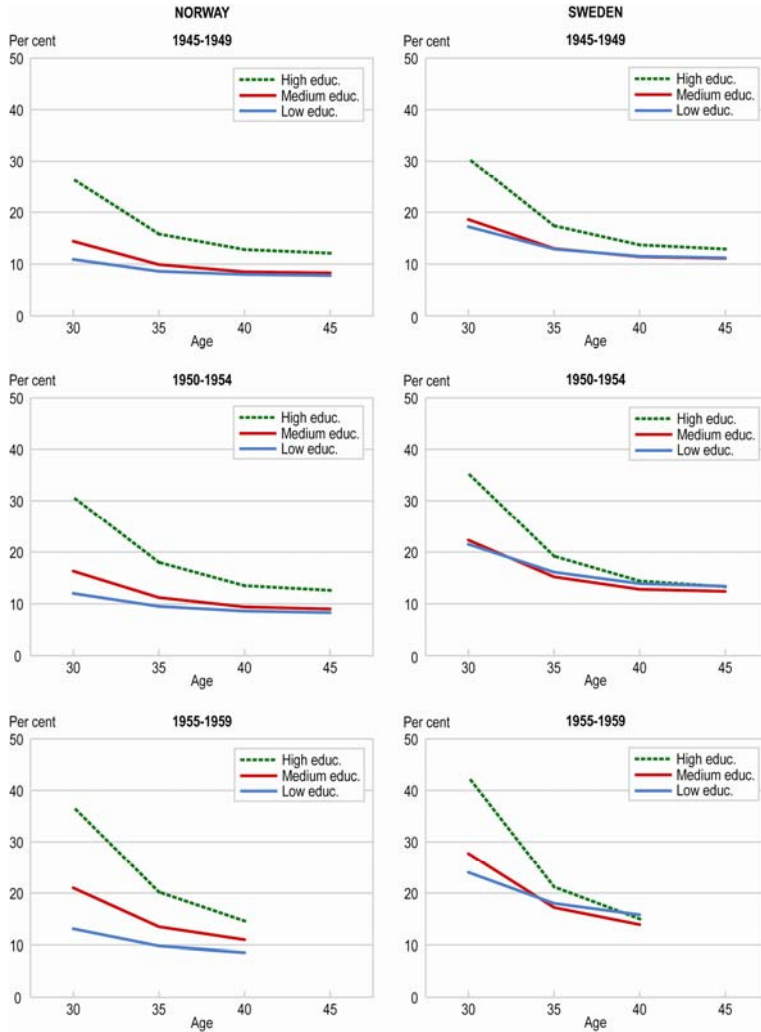 NORWAY
Per cent 1945-1949
50
40
30
20
10
0
High educ.
Medium educ.
Low educ.
30 35 40 45
Age
SWEDEN
Per cent 1945-1949
50
40
30
20
10
0
High educ.
Medium educ.
Low educ.
30 35 40 45
Age
Per cent 1950-1954
50
40
30
20
10
0
High educ.
Medium educ.
Low educ.
30 35 40 45
Age
Per cent 1950-1954
50
40
30
20
10
0
High educ.
Medium educ.
Low educ.
30 35 40 45
Age
Per cent 1955-1959
50
40
30
20
10
0
High educ.
Medium educ.
Low educ.
30 35 40 45
Age
Per cent 1955-1959
50
40
30
20
10
0
High educ.
Medium educ.
Low educ.
30 35 40 45
Age